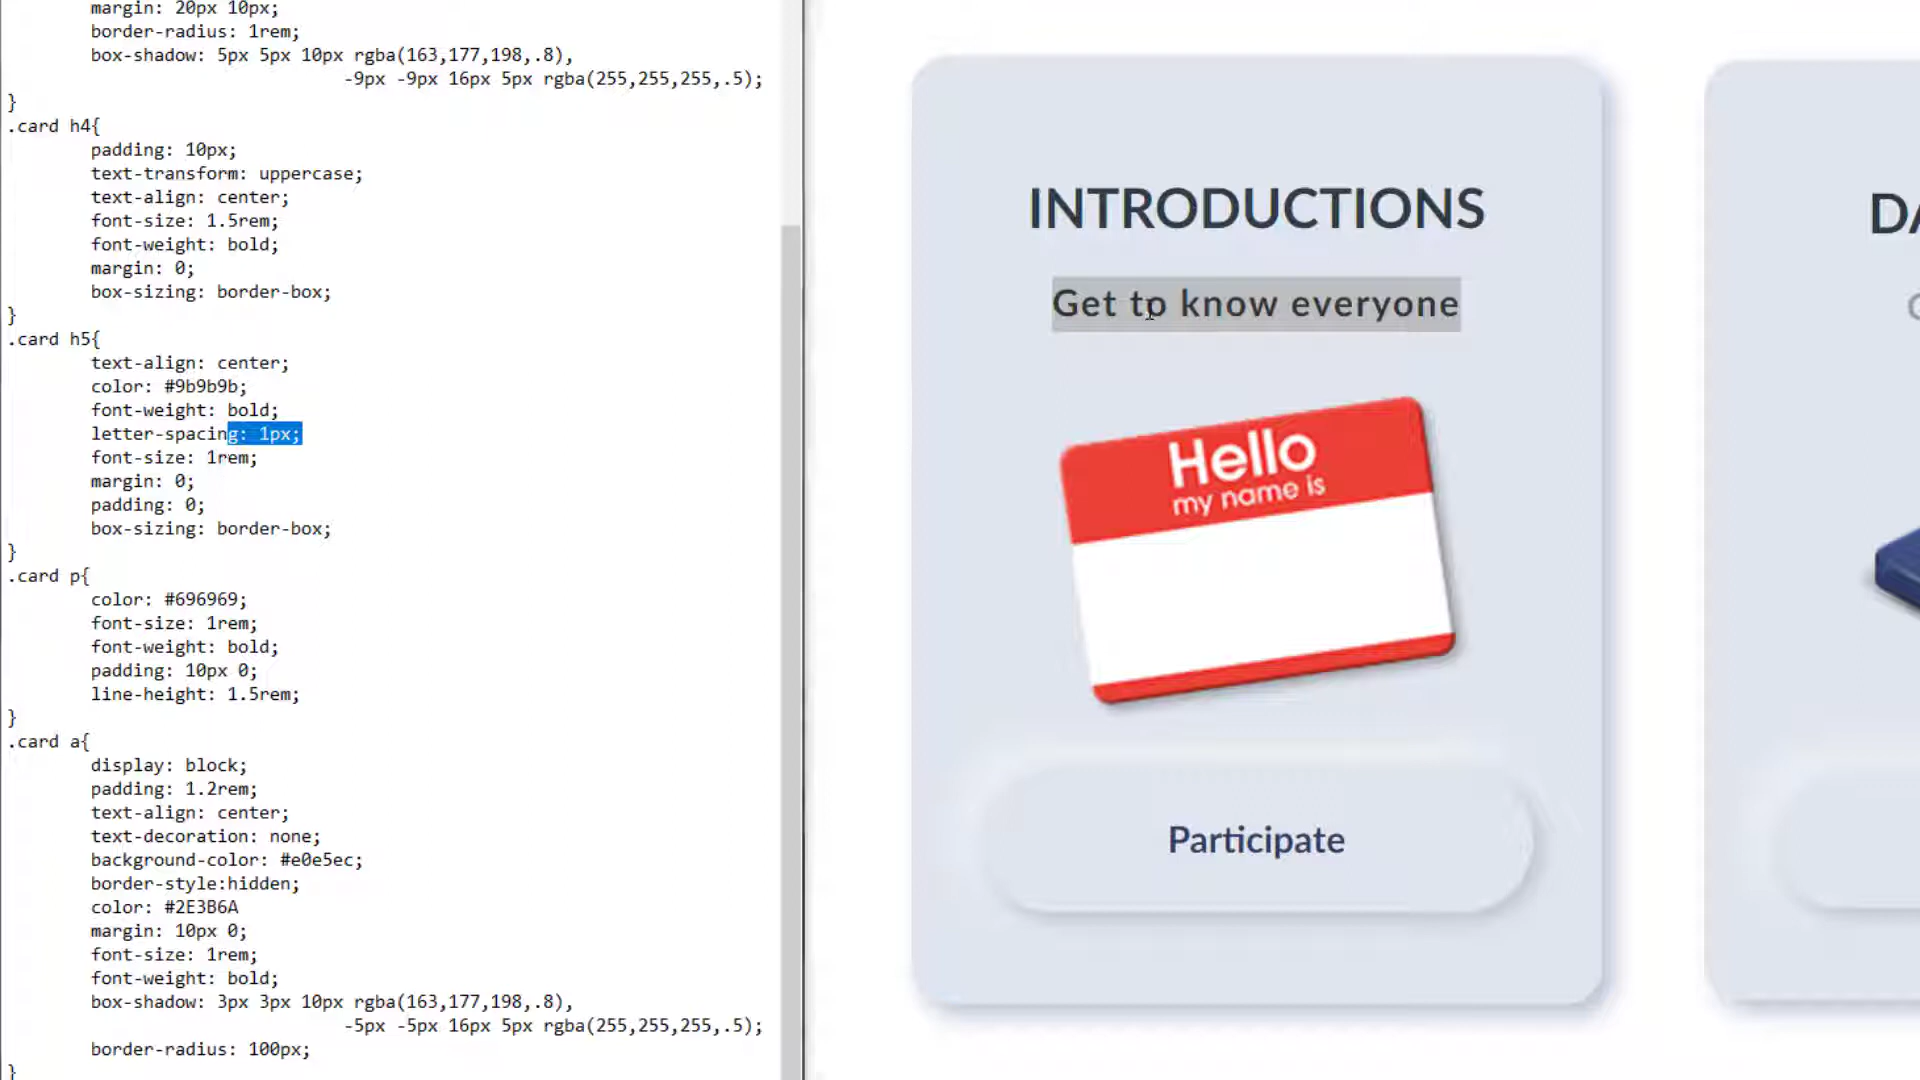 margin: 20px 10px;
border-radius: 1rem;
box-shadow: 5px 5px 10px rgba(163,177,198,.8),
-9px -9px 16px 5px rgba(255,255,255,.5);
}
.card h4{
padding: 10px;
text-transform: uppercase;
text-align: center;
font-size: 1.5rem;
font-weight: bold;
margin: 0;
box-sizing: border-box;
}
.card h5{
text-align: center;
color: #9b9b9b;
font-weight: bold;
letter-spacing: 1px;
font-size: 1rem;
margin: 0;
padding: 0;
box-sizing: border-box;
}
.card p{
color: #696969;
font-size: 1rem;
font-weight: bold;
padding: 10px 0;
line-height: 1.5rem;
}
.card a{
display: block;
padding: 1.2rem;
text-align: center;
text-decoration: none;
background-color: #e0e5ec;
border-style:hidden;
color: #2E3B6A
margin: 10px 0;
font-size: 1rem;
font-weight: bold;
box-shadow: 3px 3px 10px rgba(163,177,198,.8),
-5px -5px 16px 5px rgba(255,255,255,.5);
border-radius: 100px;
}
INTRODUCTIONS
Get to know everyone
Hello
my name is
Participate